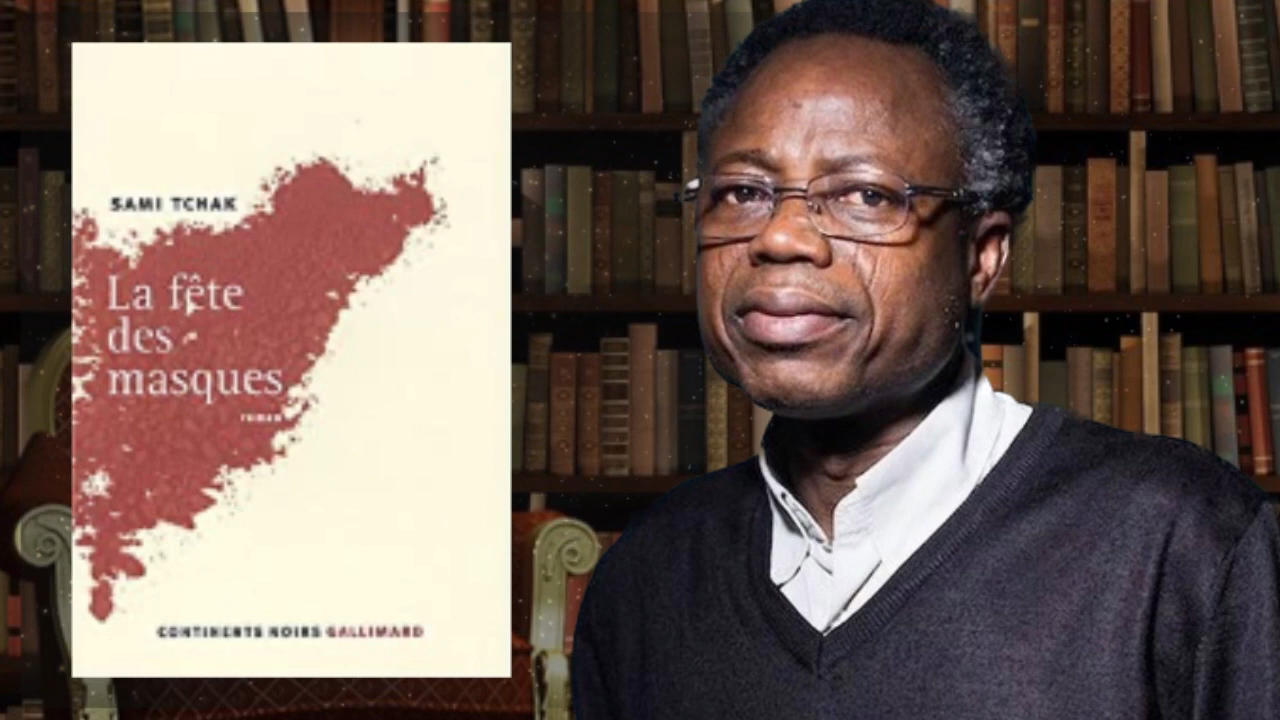 SAMI TCHAK
La fête
des
masques
roman
CONTINENTS NOIRS GALLIMARD